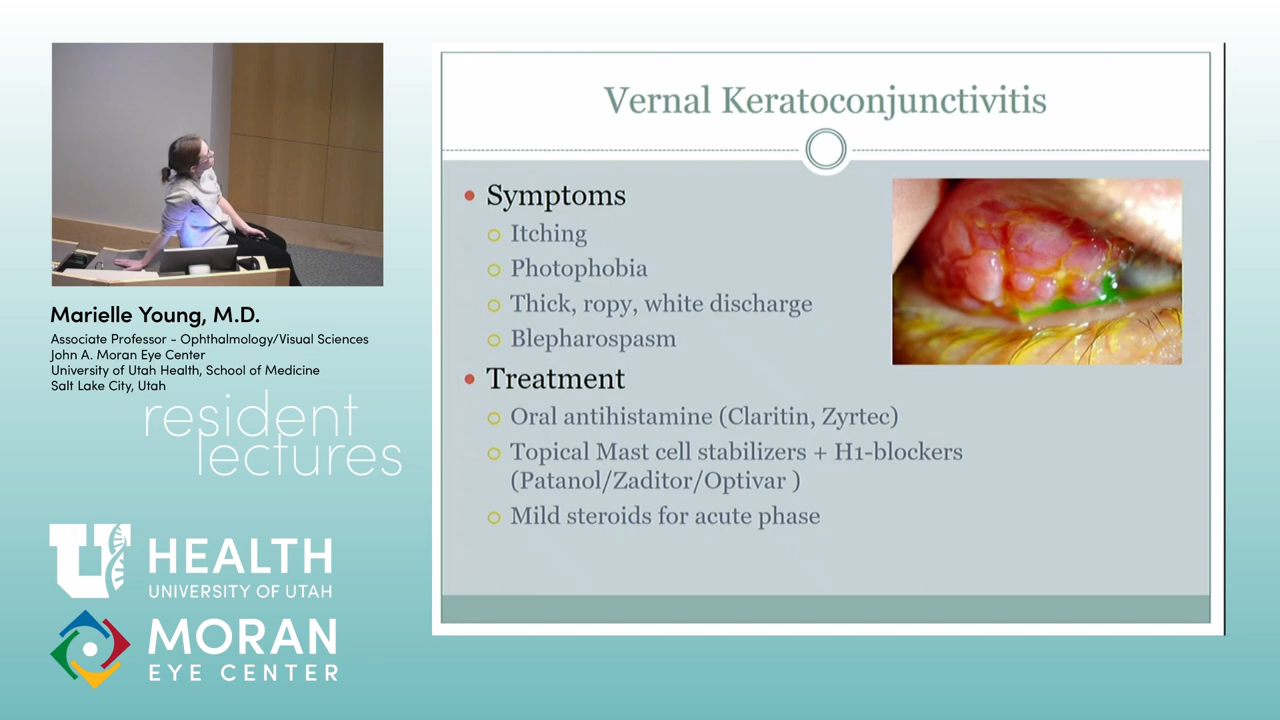 Vernal Keratoconjunctivitis
Symptoms
Itching
Photophobia
Thick, ropy, white discharge
Blepharospasm
Treatment
Oral antihistamine (Claritin, Zyrtec)
Topical Mast cell stabilizers + H1-blockers
(Patanol/Zaditor/Optivar )
Mild steroids for acute phase
Marielle Young, M.D.
Associate Professor - Ophthalmology/Visual Sciences
John A. Moran Eye Center
University of Utah Health, School of Medicine
Salt Lake City, Utah
resident
lectures
U HEALTH
UNIVERSITY OF UTAH
MORAN
EYE CENTER